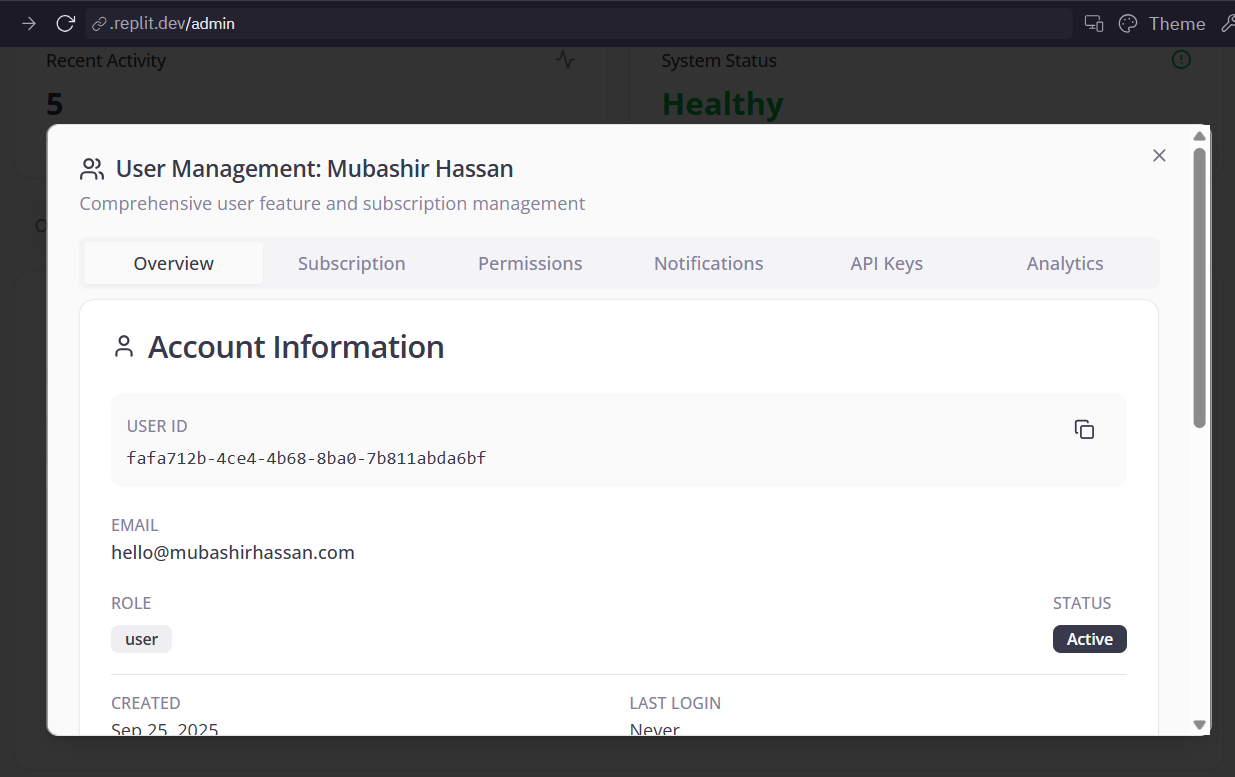 .replit.dev/admin
Theme
Recent Activity
System Status
5
Healthy
User Management: Mubashir Hassan
Comprehensive user feature and subscription management
Overview Subscription Permissions Notifications API Keys Analytics
Account Information
USER ID
fafa712b-4ce4-4b68-8ba0-7b811abda6bf
EMAIL
hello@mubashirhassan.com
ROLE
STATUS
user
Active
CREATED
LAST LOGIN
Sep 25, 2025
Never